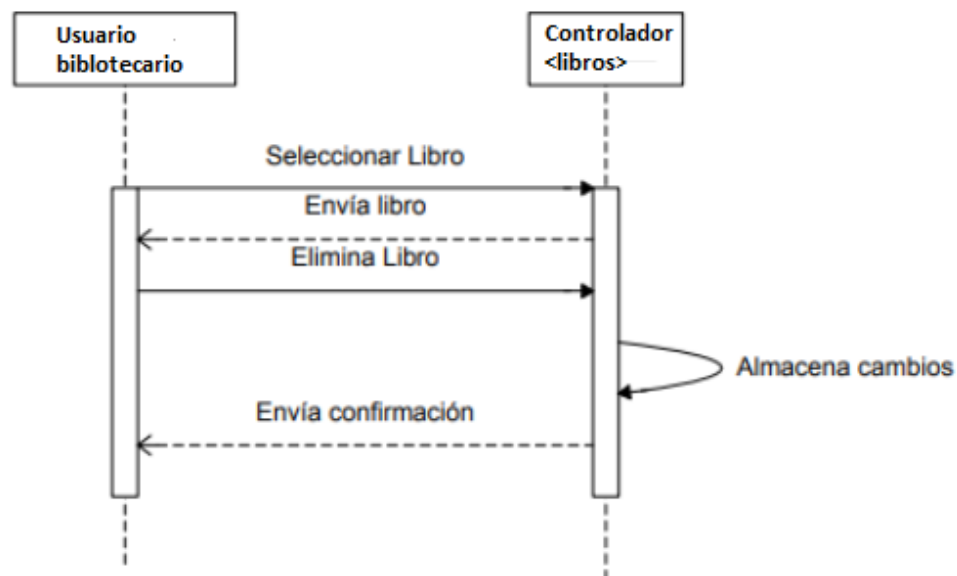 Usuario
biblotecario
Controlador
<libros>
Seleccionar Libro
Envía libro
Elimina Libro
Almacena cambios
Envía confirmación